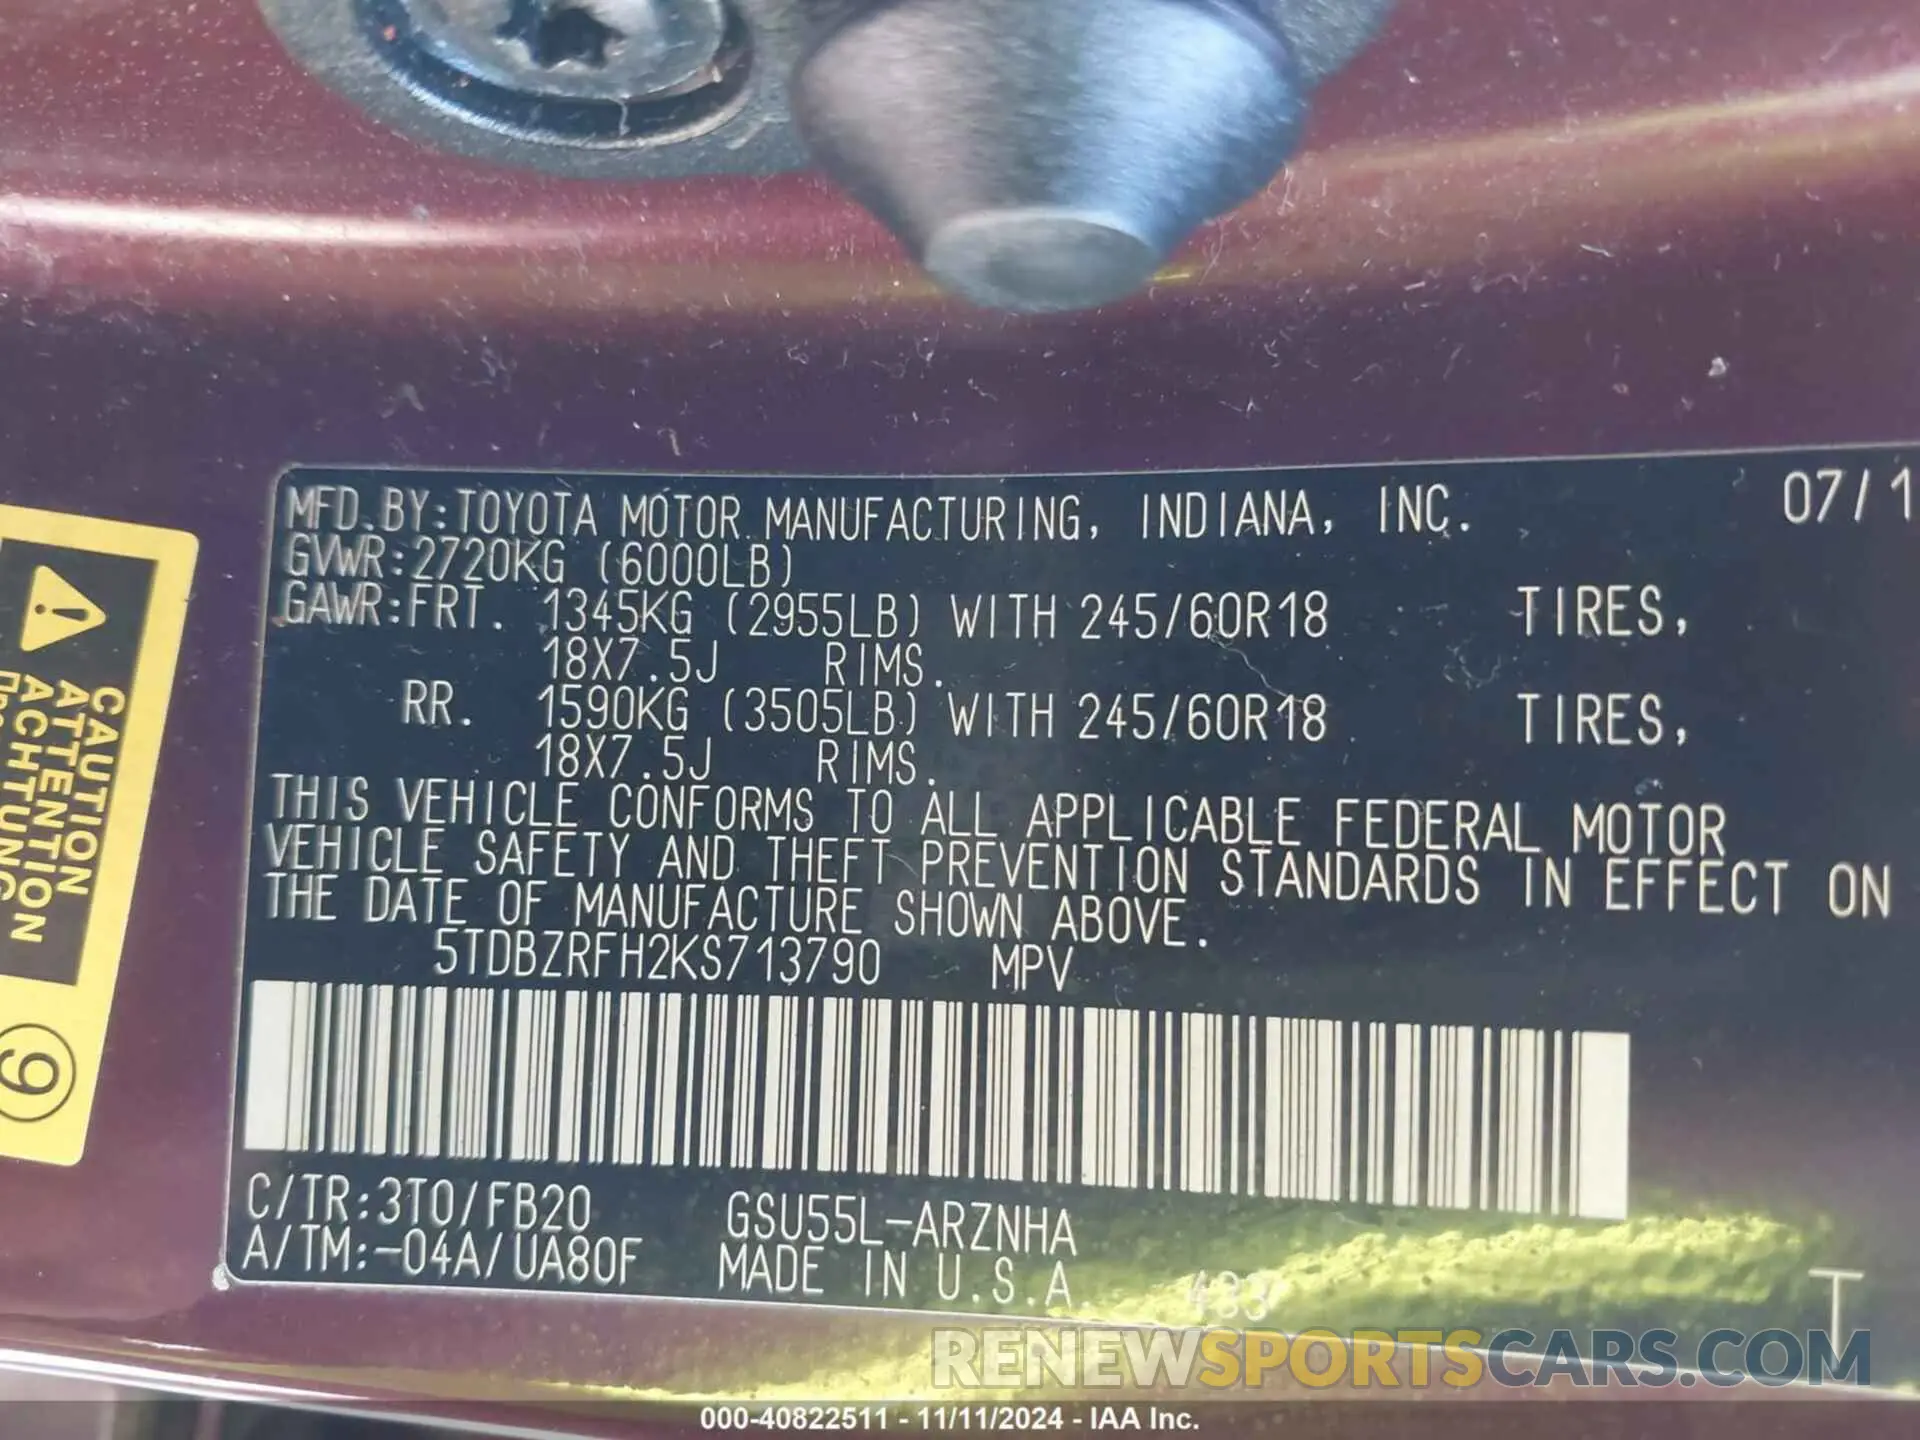 MFD. BY: TOYOTA MOTOR MANUFACTURING, INDIANA, INC. 07/1
GVWR: 2720KG (6000LB)
GAWR: FRT. 1345KG (2955LB) WITH 245/60R18 TIRES,
18X7.5J RIMS.
RR. 1590KG (3505LB) WITH 245/60R18 TIRES,
18X7.5J RIMS.
THIS VEHICLE CONFORMS TO ALL APPLICABLE FEDERAL MOTOR
VEHICLE SAFETY AND THEFT PREVENTION STANDARDS IN EFFECT ON
THE DATE OF MANUFACTURE SHOWN ABOVE.
5TDBZRFH2KS713790 MPV
C/TR: 3T0/FB20 GSU55L-ARZNHA
A/TM: -04A/UA80F MADE IN U.S.A. 433
T
CAUTION
ATTENTION
ACHTUNG
9
RENEWSPORTSCARS.COM
000-40822511 - 11/11/2024 - IAA Inc.